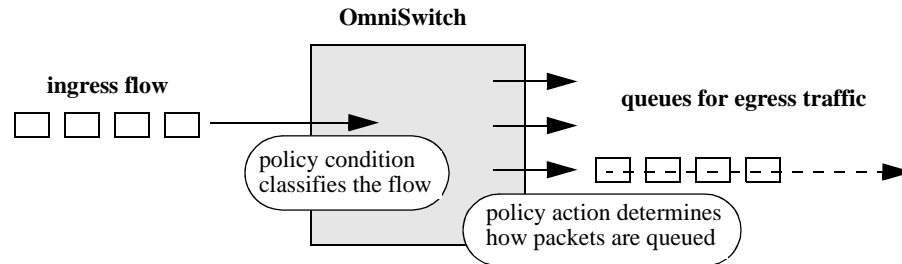 OmniSwitch
ingress flow
queues for egress traffic
policy condition
classifies the flow
policy action determines
how packets are queued